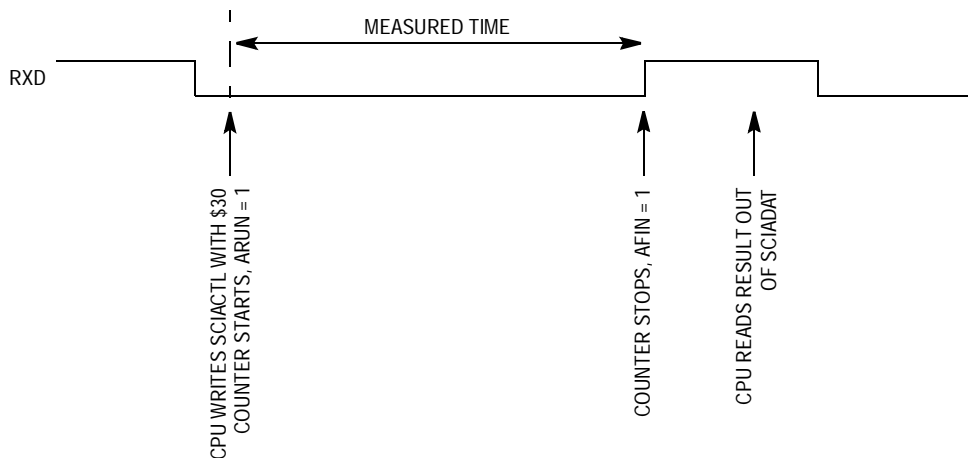 MEASURED TIME
RXD
CPU WRITES SCIACTL WITH $30
COUNTER STARTS, ARUN = 1
COUNTER STOPS, AFIN = 1
CPU READS RESULT OUT
OF SCIADAT